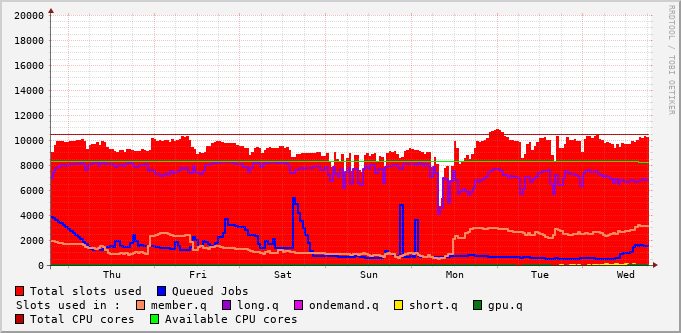 RRDTOOL / TOBI OETIKER
20000
18000
16000
14000
12000
10000
8000
6000
4000
2000
0
Thu Fri Sat Sun Mon Tue Wed
Total slots used Queued Jobs
Slots used in : member.q long.q ondemand.q short.q gpu.q
Total CPU cores Available CPU cores